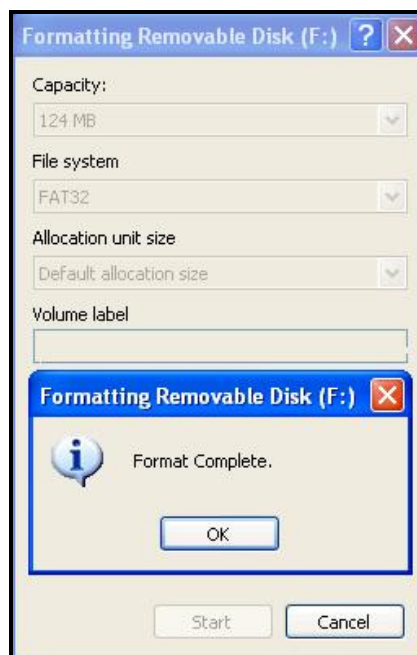 Formatting Removable Disk (F:)
Capacity:
124 MB
File system
FAT32
Allocation unit size
Default allocation size
Volume label
Formatting Removable Disk (F:)
Format Complete.
OK
Start
Cancel